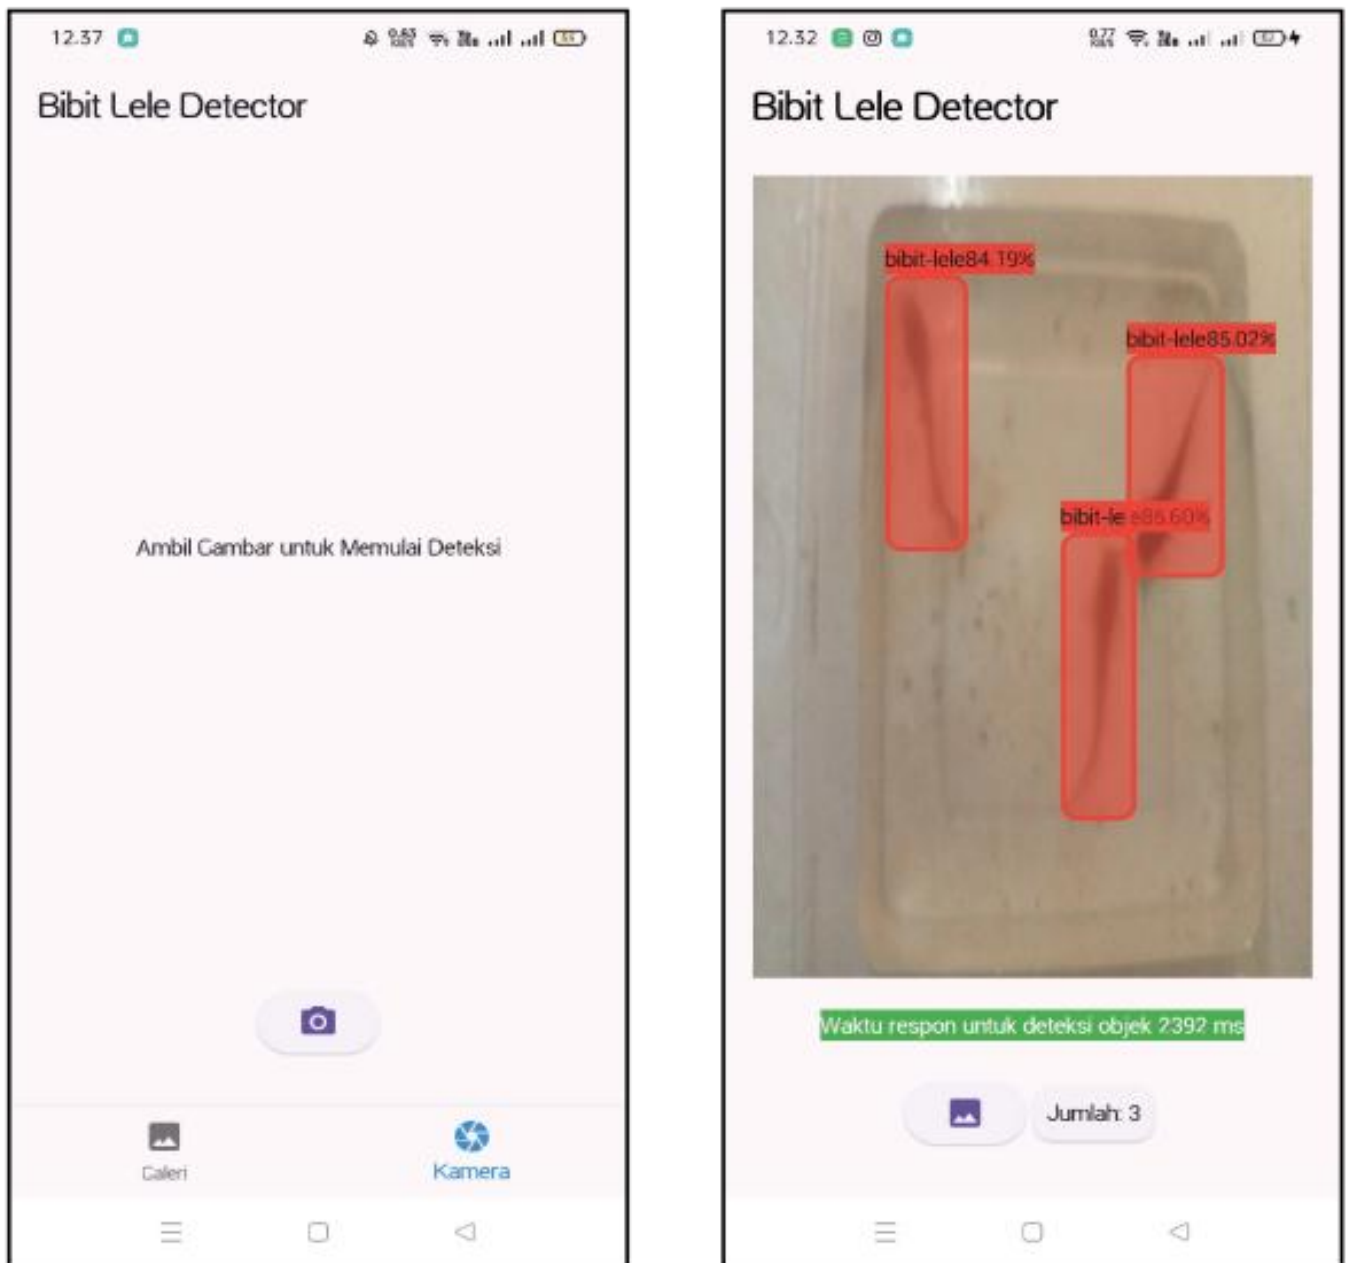 12.37
Bibit Lele Detector
Ambil Gambar untuk Memulai Deteksi
Galeri
Kamera
12.32
Bibit Lele Detector
bibit-lele84.19%
bibit-lele85.02%
bibit-le
Waktu respon untuk deteksi objek 2392 ms
Jumlah: 3